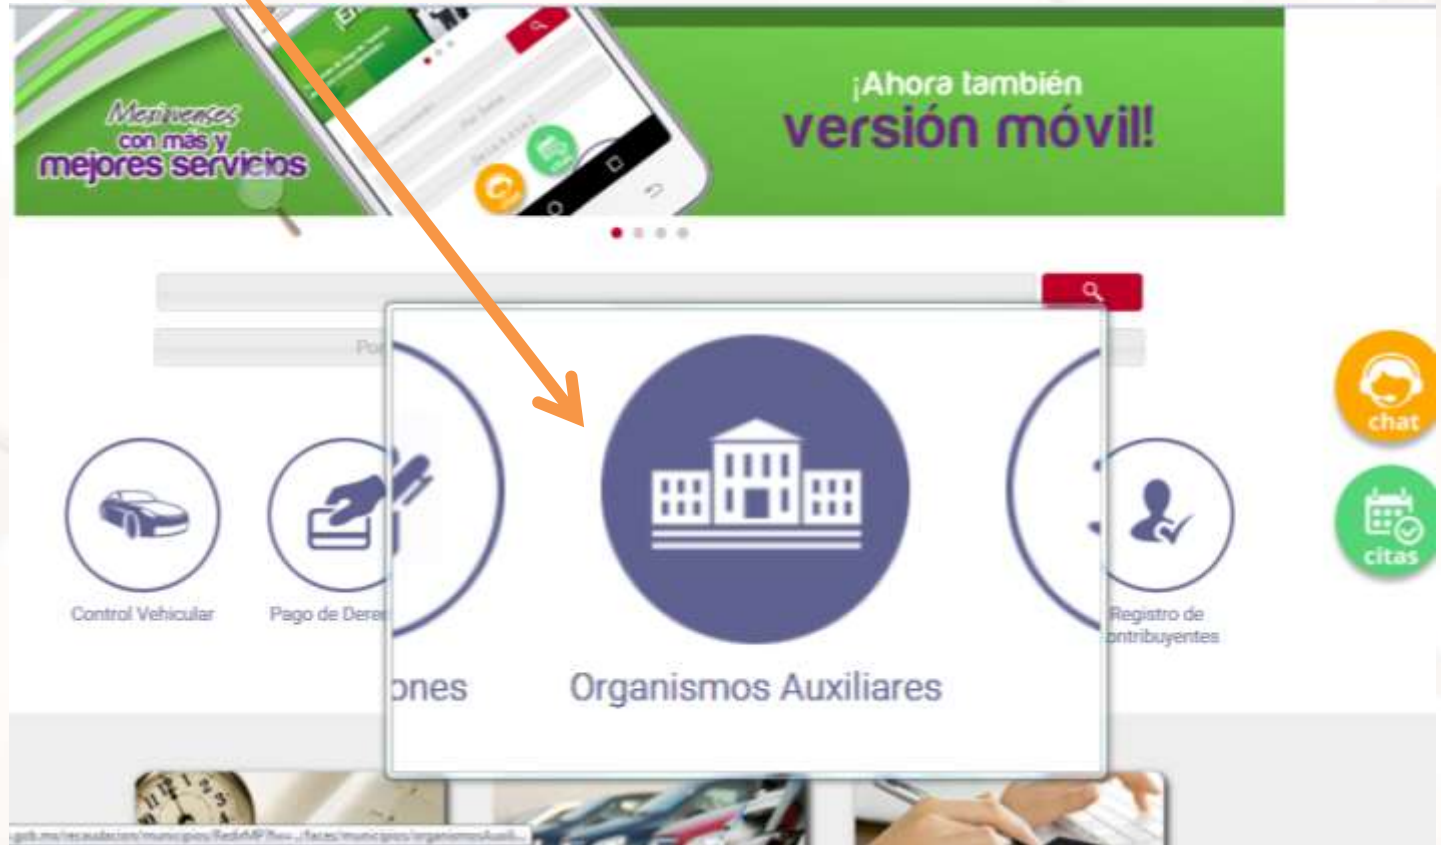 ¡Ahora también
versión móvil!
Mexiquenses
con más y
mejores servicios
chat
Control Vehicular
Pago de Derec
ones
Organismos Auxiliares
Registro de
ontribuyentes
citas